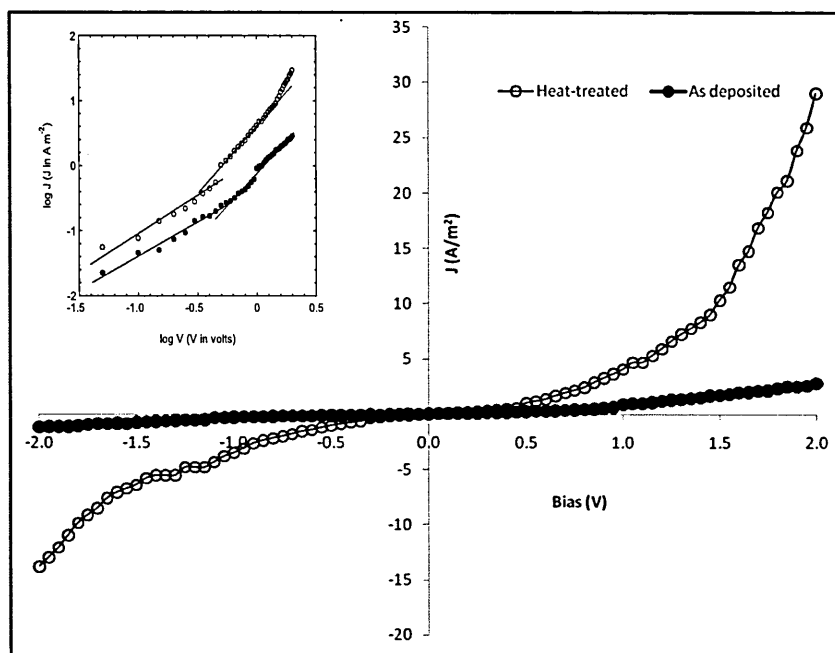 2
1
0
-1
-2
log J (J in A m-2)
-1.5 -1.0 -0.5 0.0 0.5
log V (V in volts)
Heat-treated As deposited
35
30
25
20
15
10
5
-2.0 -1.5 -1.0 -0.5 0.0 0.5 1.0 1.5 2.0
-5
-10
-15
-20
J (A/m²)
Bias (V)